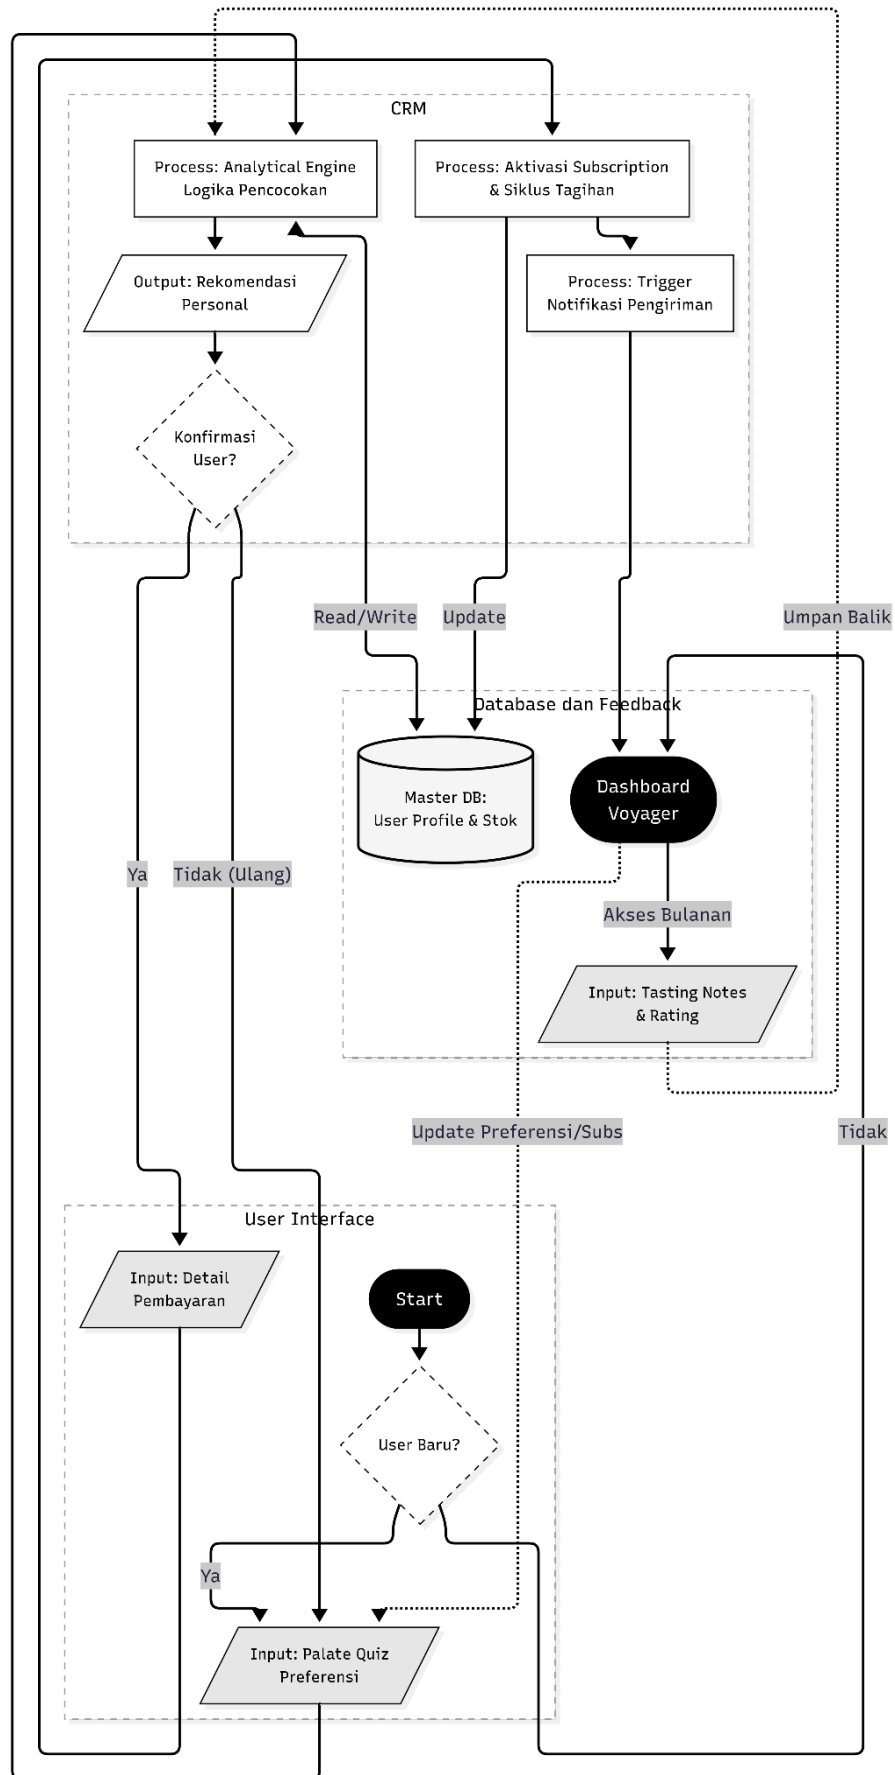 CRM
Process: Analytical Engine
Logika Pencocokan
Process: Aktivasi Subscription
& Siklus Tagihan
Output: Rekomendasi
Personal
Process: Trigger
Notifikasi Pengiriman
Konfirmasi
User?
Read/Write
Update
Umpan Balik
Database dan Feedback
Master DB:
User Profile & Stok
Dashboard
Voyager
Ya
Tidak (Ulang)
Akses Bulanan
Input: Tasting Notes
& Rating
Update Preferensi/Subs
Tidak
User Interface
Input: Detail
Pembayaran
Start
User Baru?
Ya
Input: Palate Quiz
Preferensi